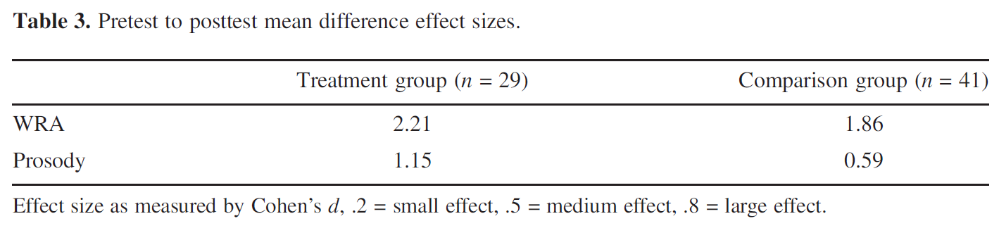 Table 3. Pretest to posttest mean difference effect sizes.
Treatment group (n = 29) Comparison group (n = 41)
WRA 2.21 1.86
Prosody 1.15 0.59
Effect size as measured by Cohen's d, .2 = small effect, .5 = medium effect, .8 = large effect.